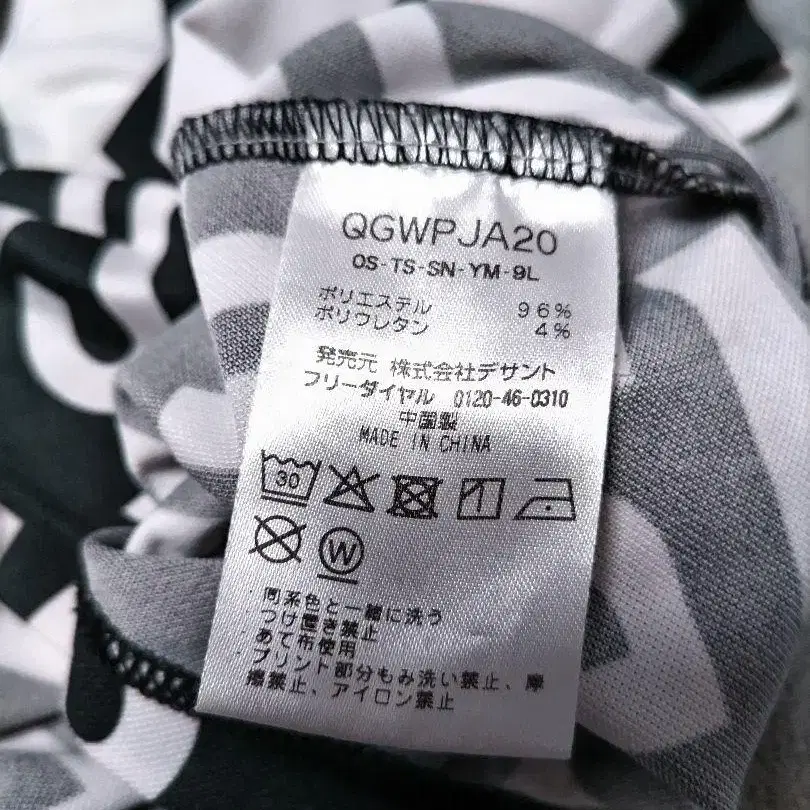 QGWPJA20
OS-TS-SN-YM-9L
ポリエステル 96%
ポリウレタン 4%
発売元 株式会社デサント
フリーダイヤル 0120-46-0310
中国製
MADE IN CHINA
30
W
・同系色と一緒に洗う
・つけ置き禁止
・あて布使用
・プリント部分もみ洗い禁止、摩
擦禁止、アイロン禁止